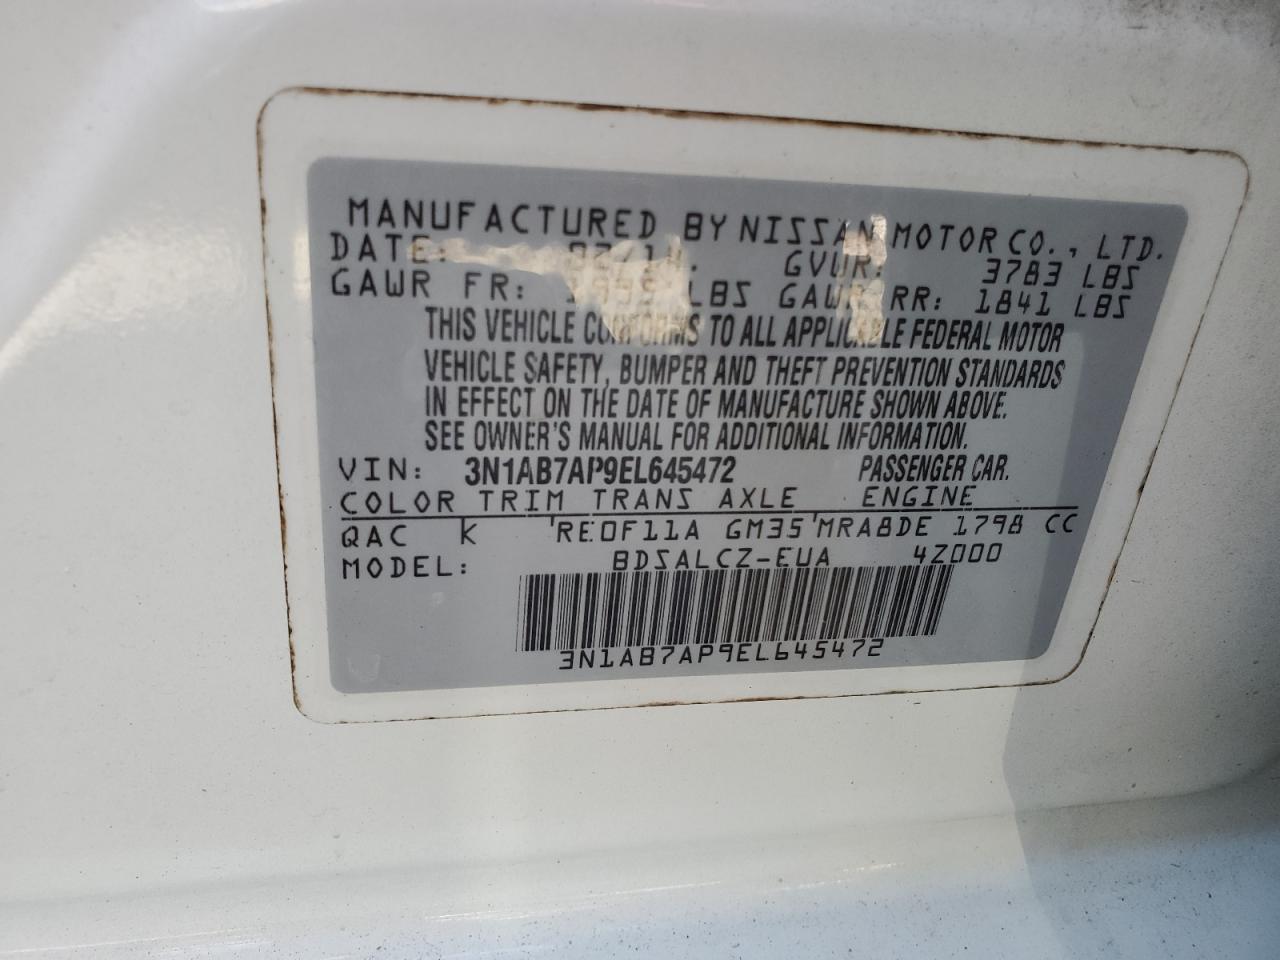 MANUFACTURED BY NISSAN MOTOR CO., LTD.
DATE: GVWR: 3783 LBS
GAWR FR: LBS GAWR RR: 1841 LBS
THIS VEHICLE CONFORMS TO ALL APPLICABLE FEDERAL MOTOR
VEHICLE SAFETY, BUMPER AND THEFT PREVENTION STANDARDS
IN EFFECT ON THE DATE OF MANUFACTURE SHOWN ABOVE.
SEE OWNER'S MANUAL FOR ADDITIONAL INFORMATION.
VIN: 3N1AB7AP9EL645472 PASSENGER CAR.
COLOR TRIM TRANS AXLE ENGINE
QAC K RE0F11A GM35 MRA8DE 1798 CC
MODEL: BDSALCZ-EUA 4Z000
3N1AB7AP9EL645472